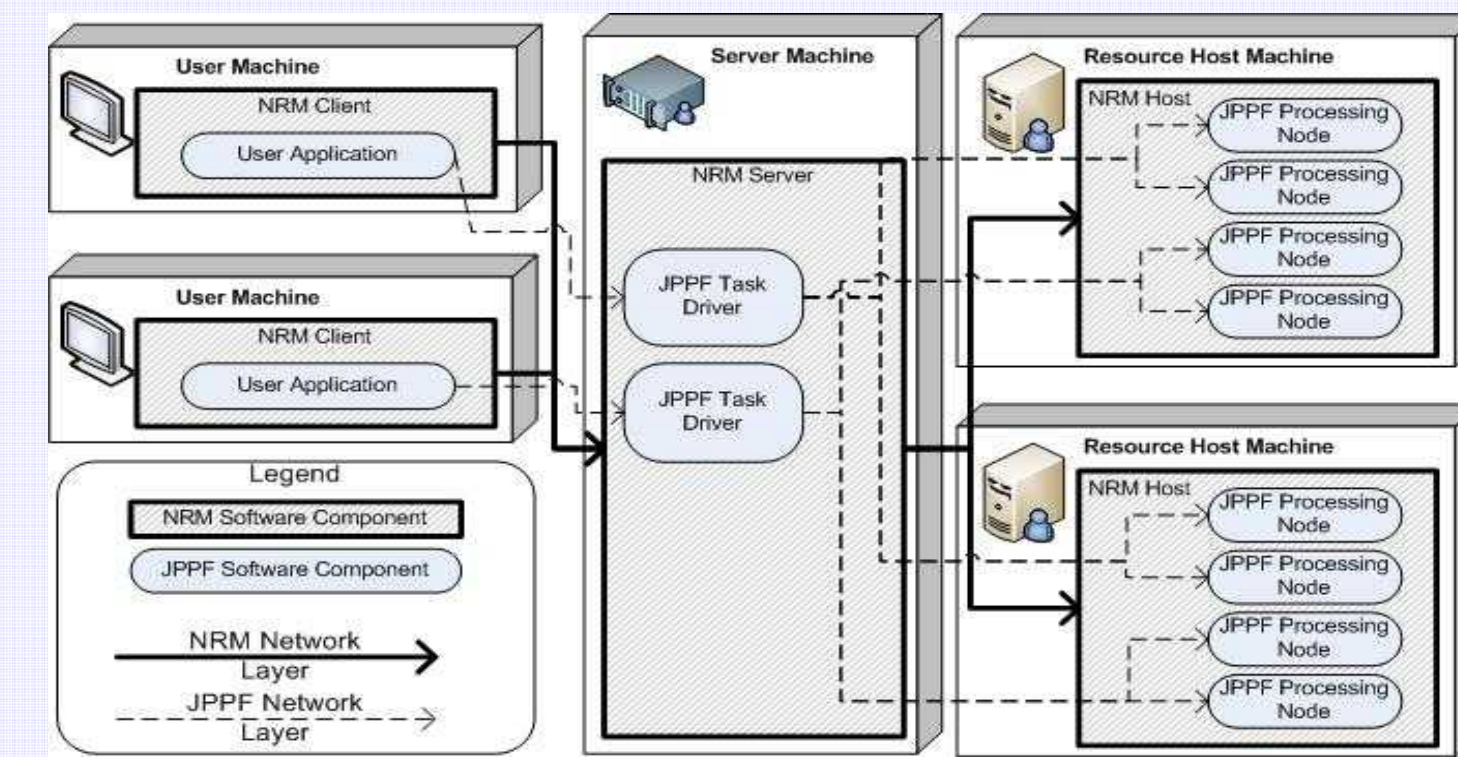 User Machine
NRM Client
User Application
User Machine
NRM Client
User Application
Legend
NRM Software Component
JPPF Software Component
NRM Network
Layer
JPPF Network
Layer
Server Machine
NRM Server
JPPF Task
Driver
JPPF Task
Driver
Resource Host Machine
NRM Host
JPPF Processing
Node
JPPF Processing
Node
JPPF Processing
Node
JPPF Processing
Node
Resource Host Machine
NRM Host
JPPF Processing
Node
JPPF Processing
Node
JPPF Processing
Node
JPPF Processing
Node